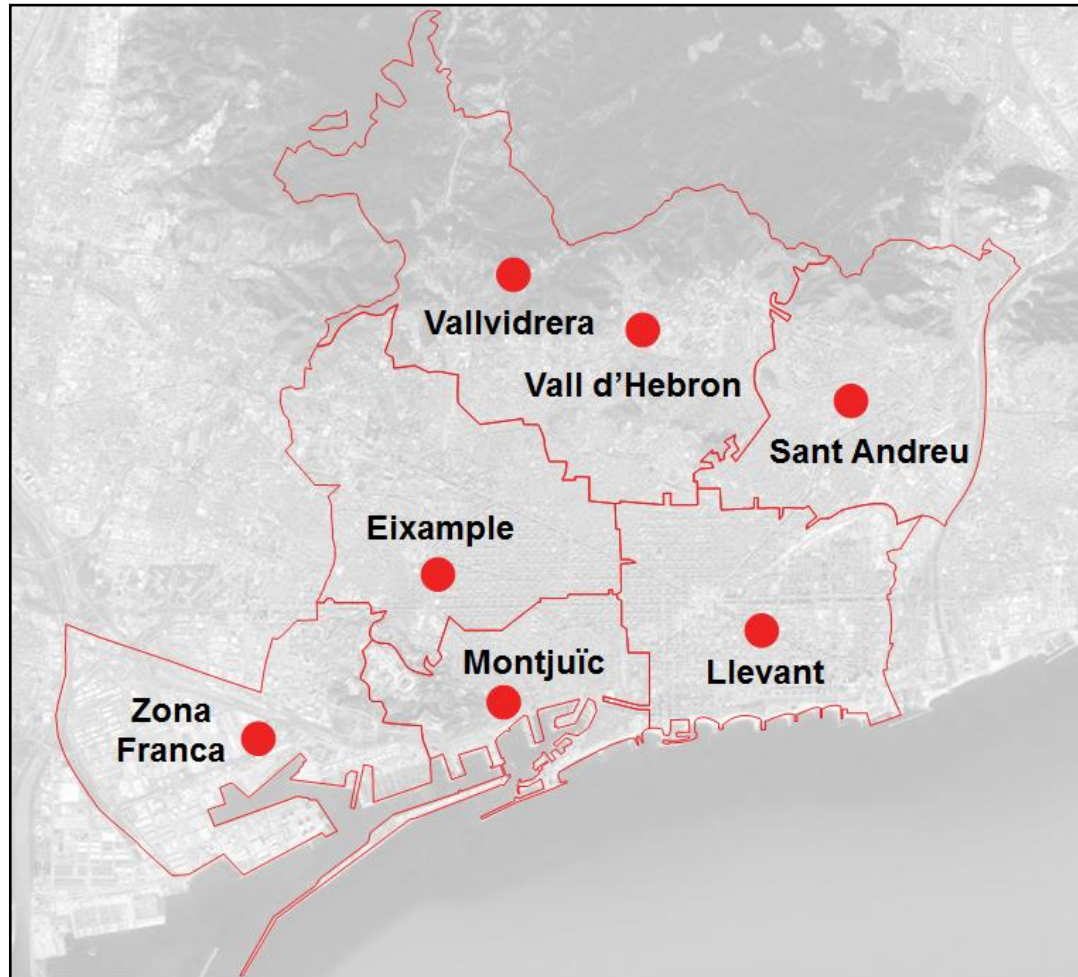 Vallvidrera
Vall d’Hebron
Sant Andreu
Eixample
Montjuïc
Llevant
Zona
Franca